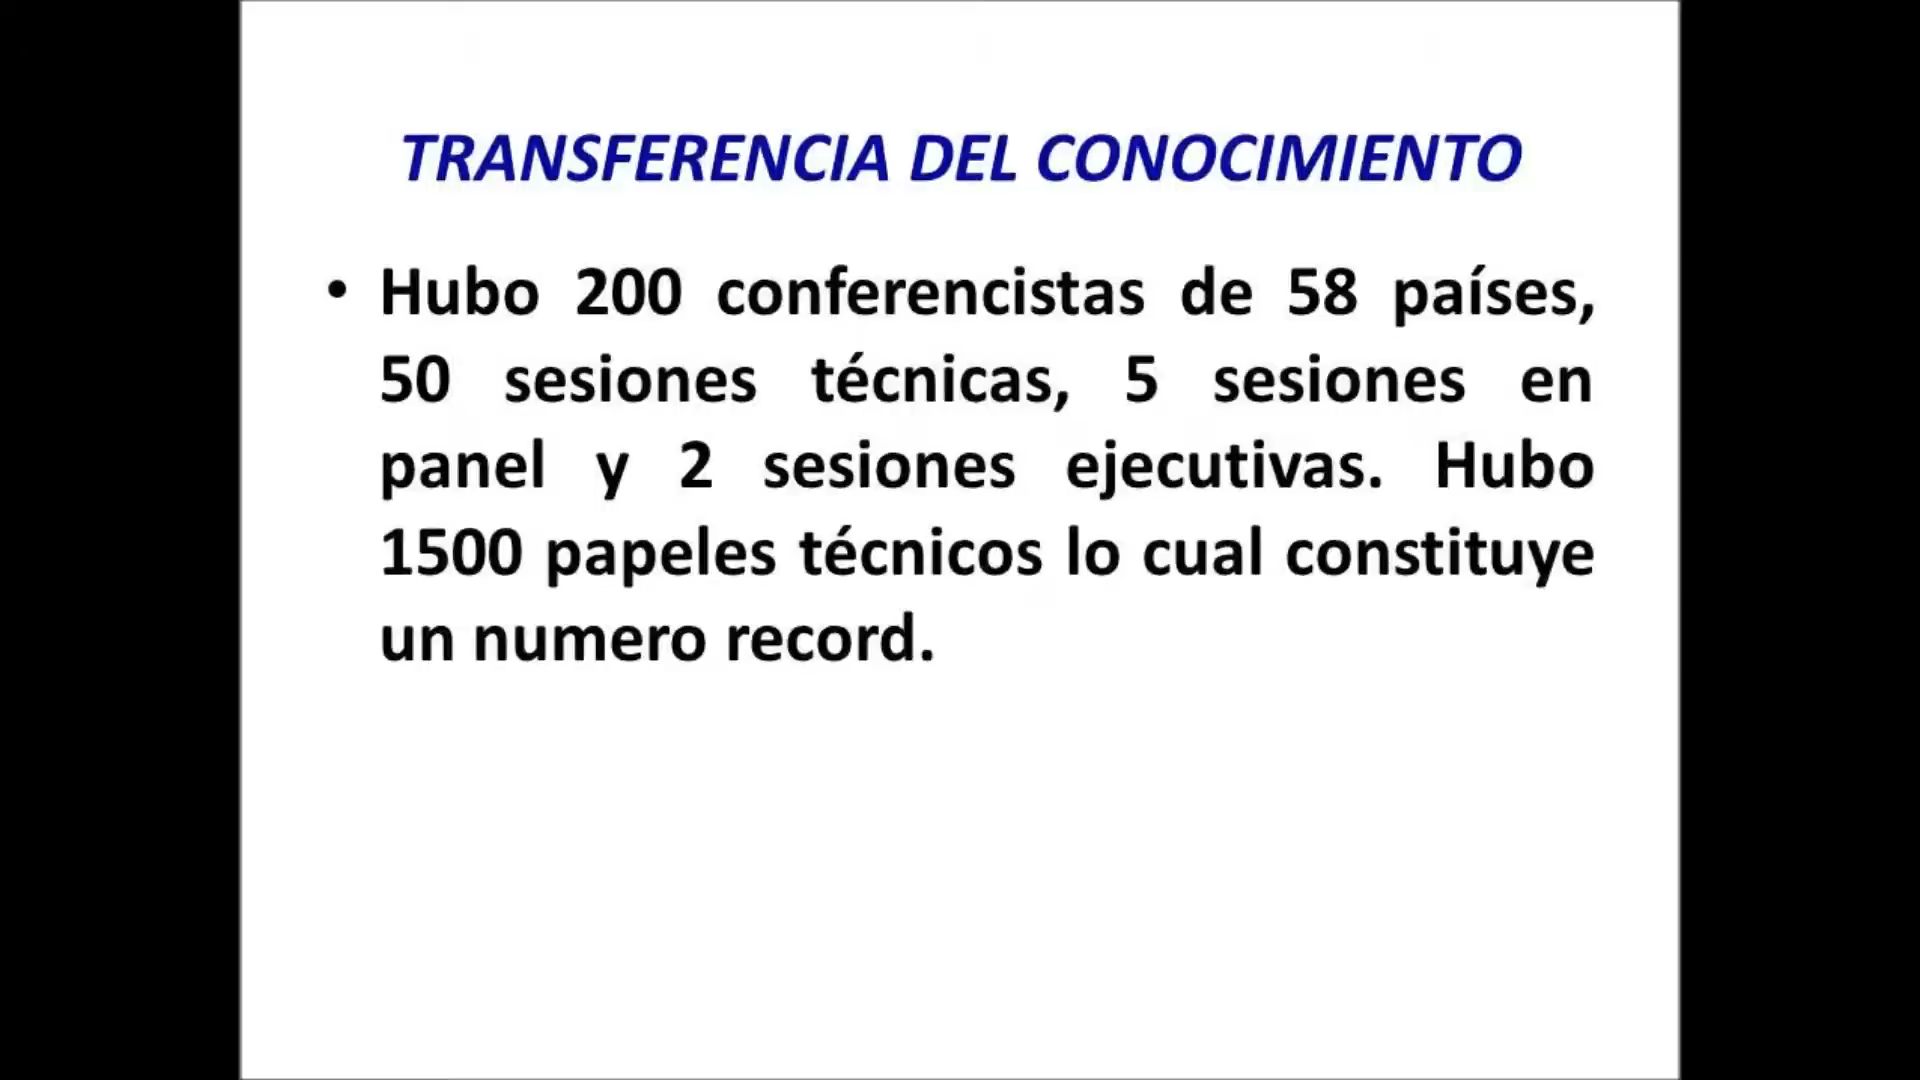 TRANSFERENCIA DEL CONOCIMIENTO
• Hubo 200 conferencistas de 58 países,
50 sesiones técnicas, 5 sesiones en
panel y 2 sesiones ejecutivas. Hubo
1500 papeles técnicos lo cual constituye
un numero record.